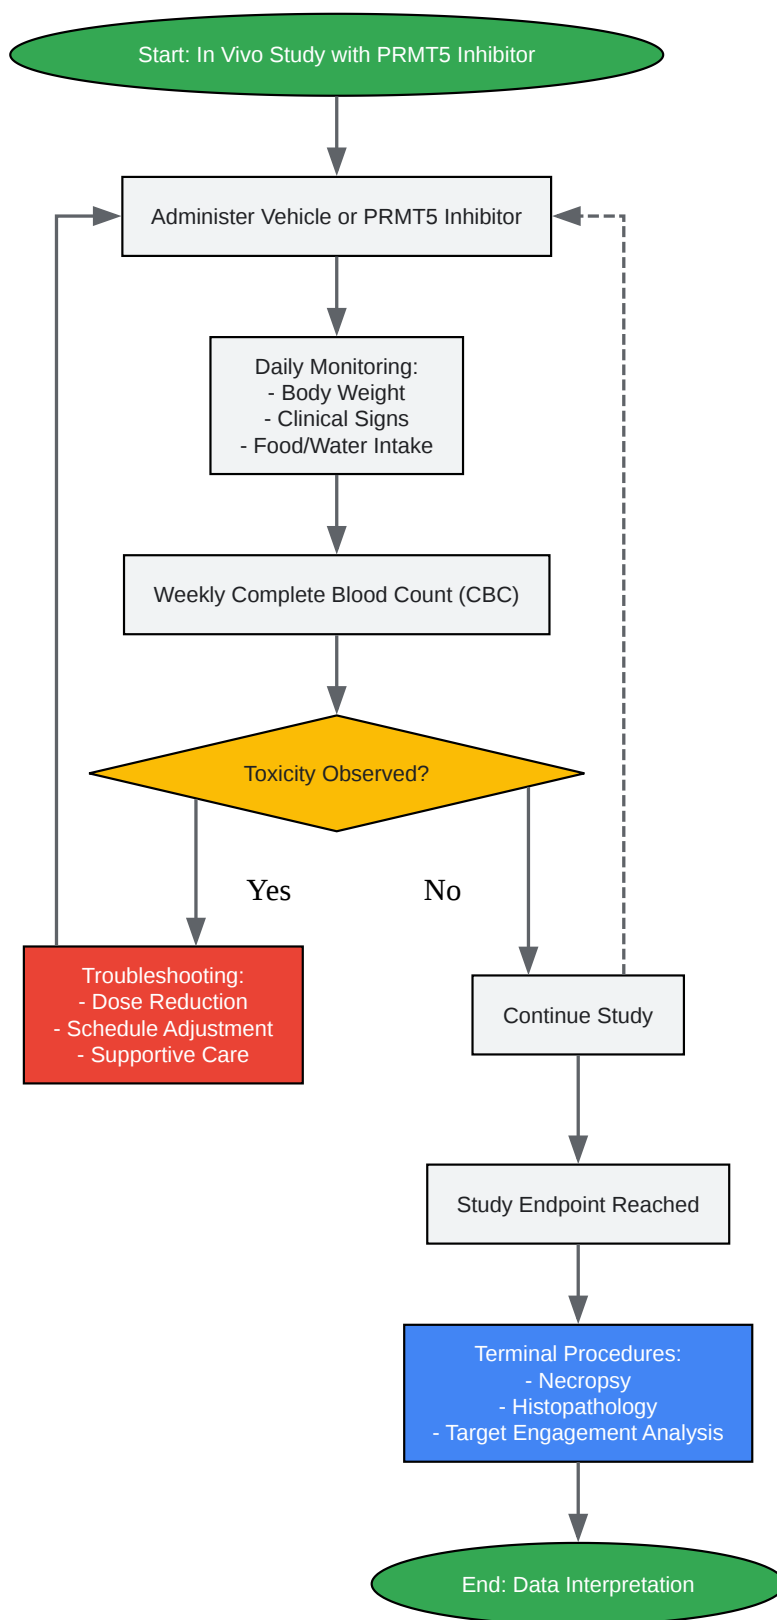 Start: In Vivo Study with PRMT5 Inhibitor
Administer Vehicle or PRMT5 Inhibitor
Daily Monitoring:
- Body Weight
- Clinical Signs
- Food/Water Intake
Weekly Complete Blood Count (CBC)
Toxicity Observed?
Yes
No
Troubleshooting:
- Dose Reduction
- Schedule Adjustment
- Supportive Care
Continue Study
Study Endpoint Reached
Terminal Procedures:
- Necropsy
- Histopathology
- Target Engagement Analysis
End: Data Interpretation